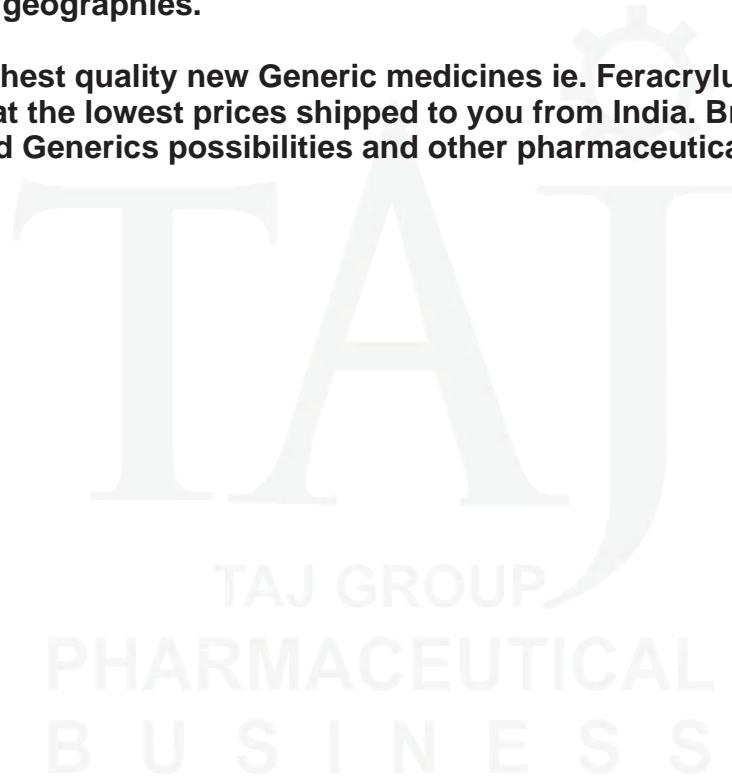 geographies.
hest quality new Generic medicines ie. Feracrylu
at the lowest prices shipped to you from India. Br
d Generics possibilities and other pharmaceutica
TAJ
TAJ GROUP
PHARMACEUTICAL
BUSINESS